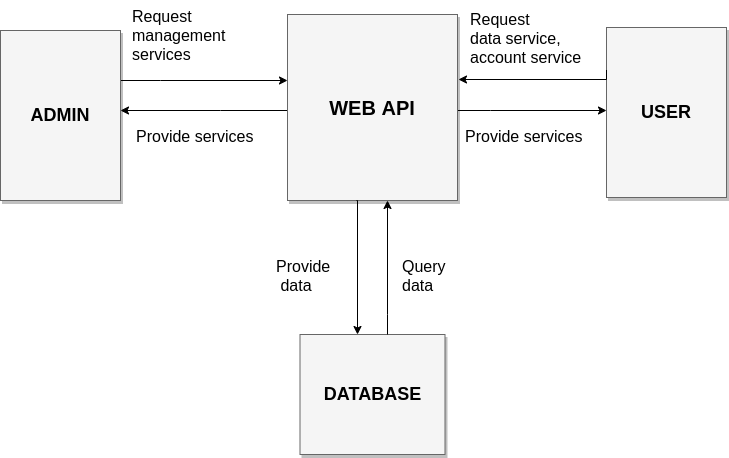 Request
management
services
ADMIN
Provide services
WEB API
Request
data service,
account service
USER
Provide services
Provide
data
Query
data
DATABASE